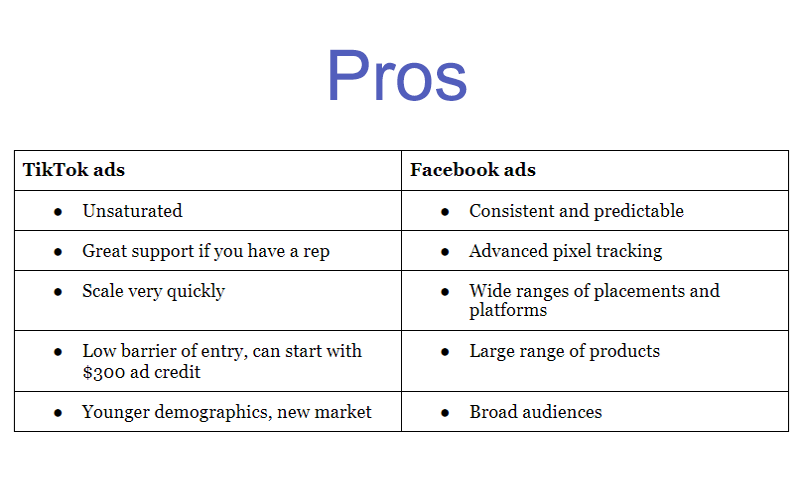 Pros
TikTok ads
Facebook ads
● Unsaturated
● Consistent and predictable
● Great support if you have a rep
● Advanced pixel tracking
● Scale very quickly
● Wide ranges of placements and
platforms
● Low barrier of entry, can start with
$300 ad credit
● Large range of products
● Younger demographics, new market
● Broad audiences